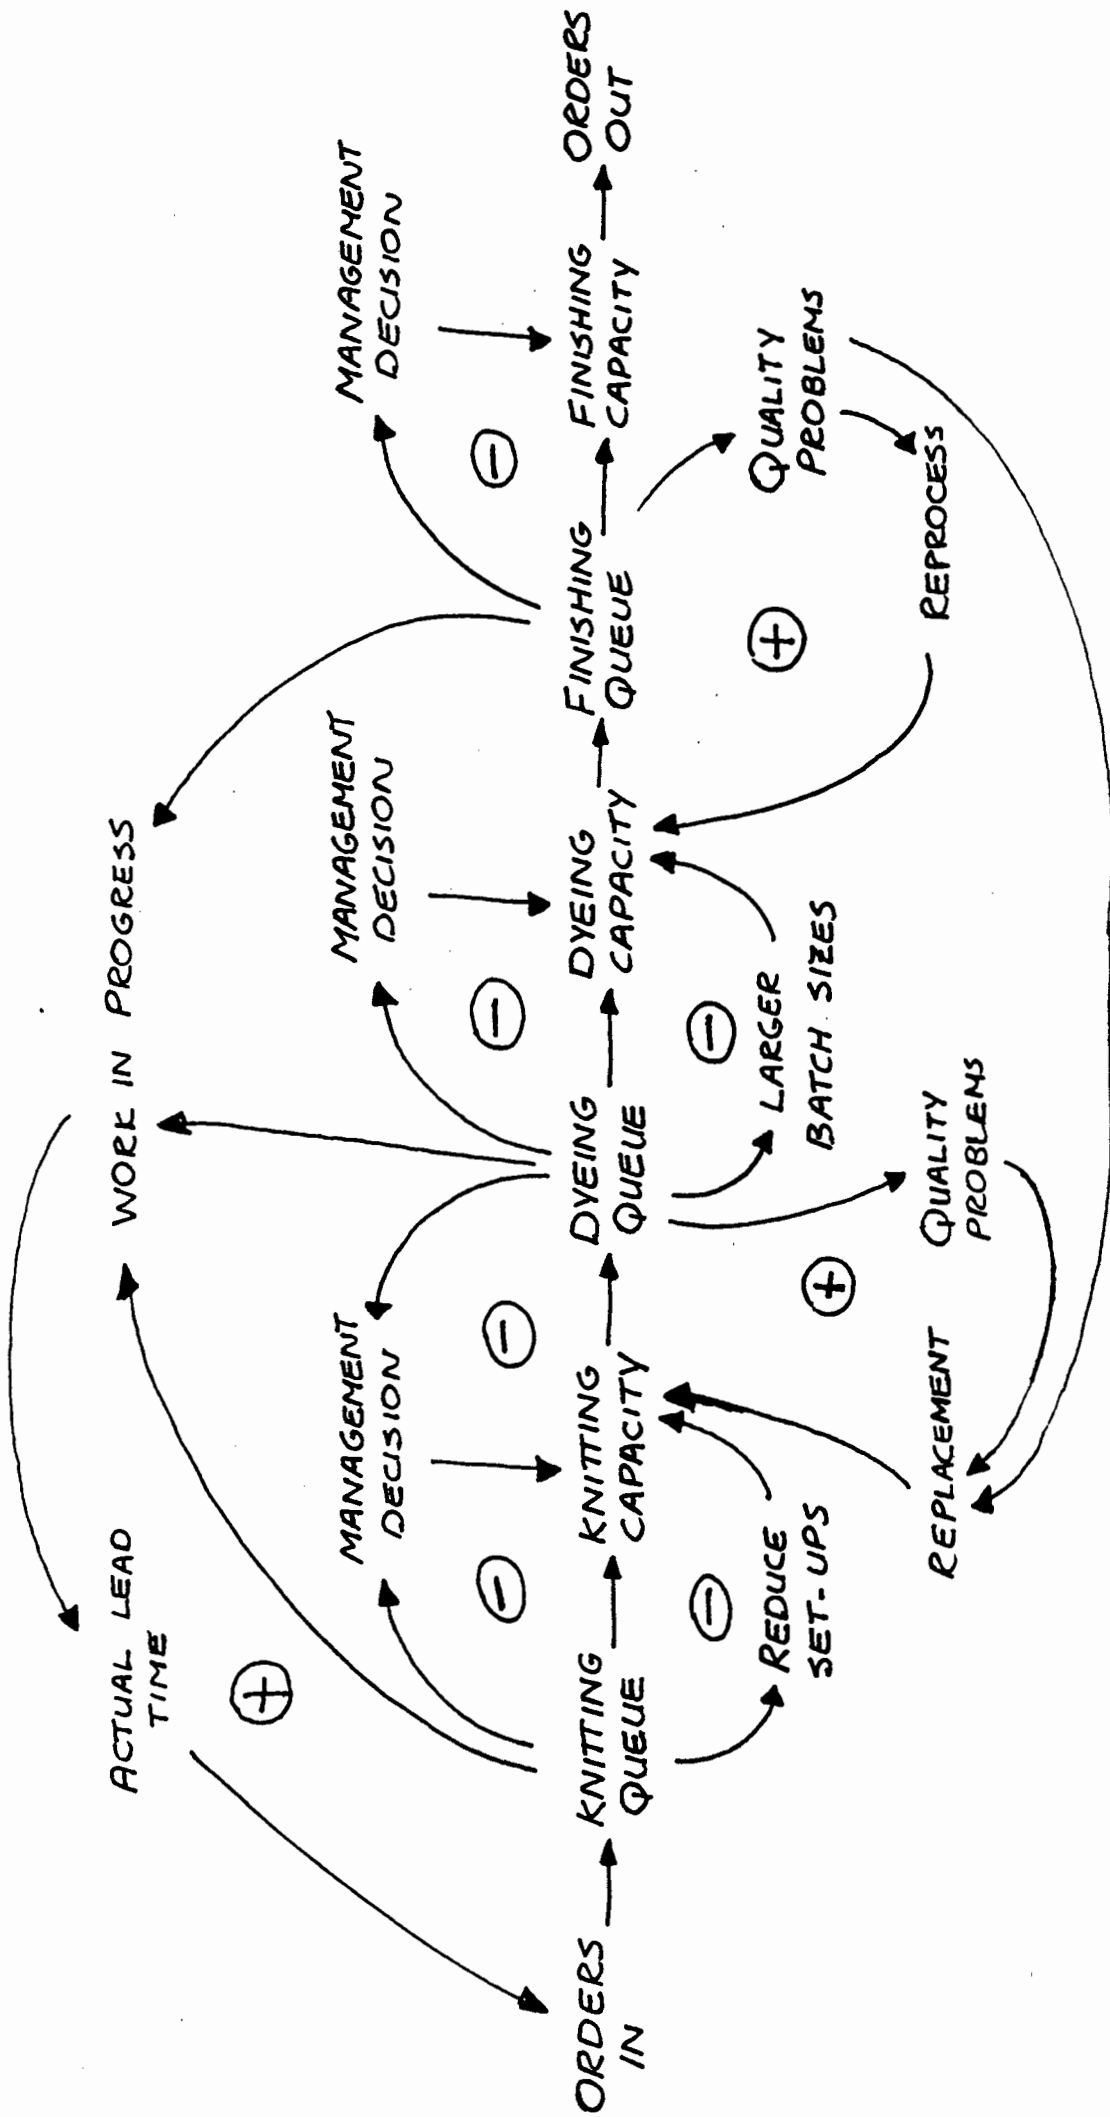 ACTUAL LEAD
TIME
WORK IN PROGRESS
MANAGEMENT
DECISION
MANAGEMENT
DECISION
MANAGEMENT
DECISION
+
−
−
−
−
ORDERS
IN
KNITTING
QUEUE
KNITTING
CAPACITY
DYEING
QUEUE
DYEING
CAPACITY
FINISHING
QUEUE
FINISHING
CAPACITY
ORDERS
OUT
−
−
REDUCE
SET-UPS
LARGER
BATCH SIZES
+
+
QUALITY
PROBLEMS
REPLACEMENT
QUALITY
PROBLEMS
REPROCESS